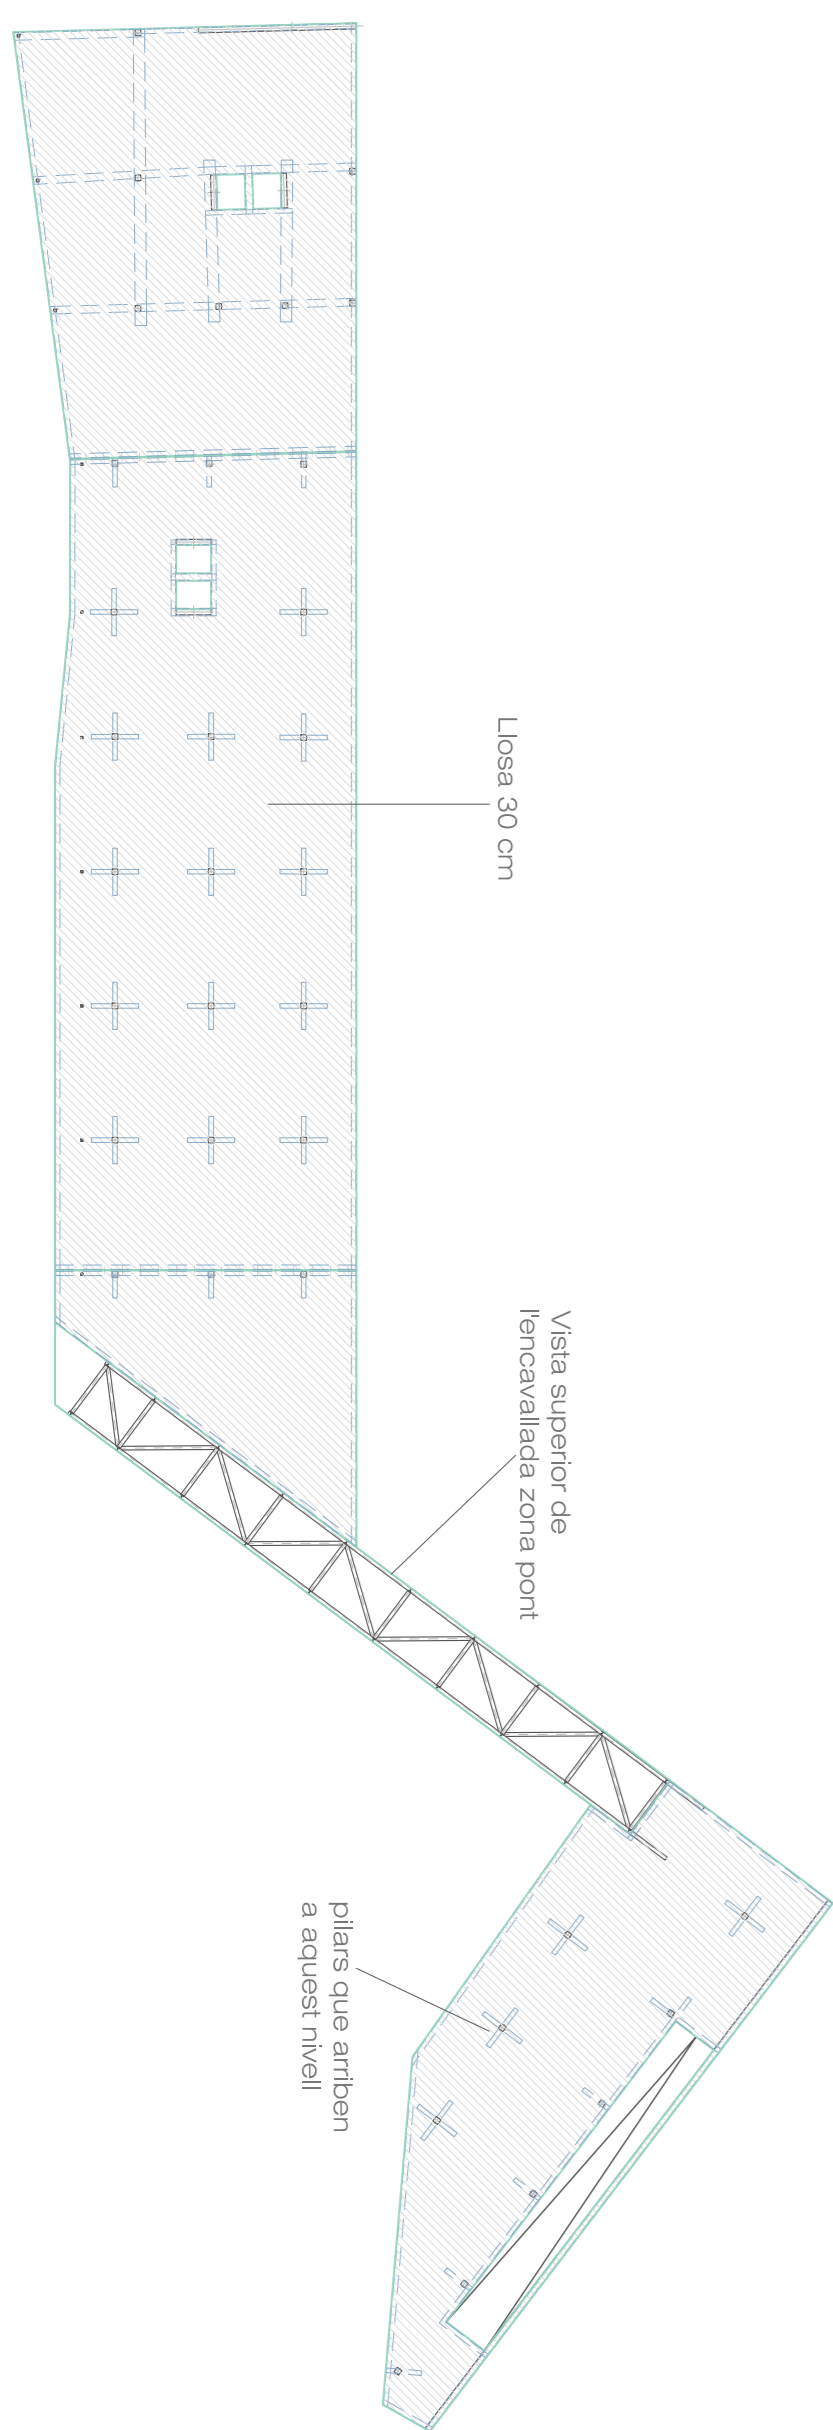 Llosa 30 cm
Vista superior de
l'encavallada zona pont
pilars que arriben
a aquest nivell